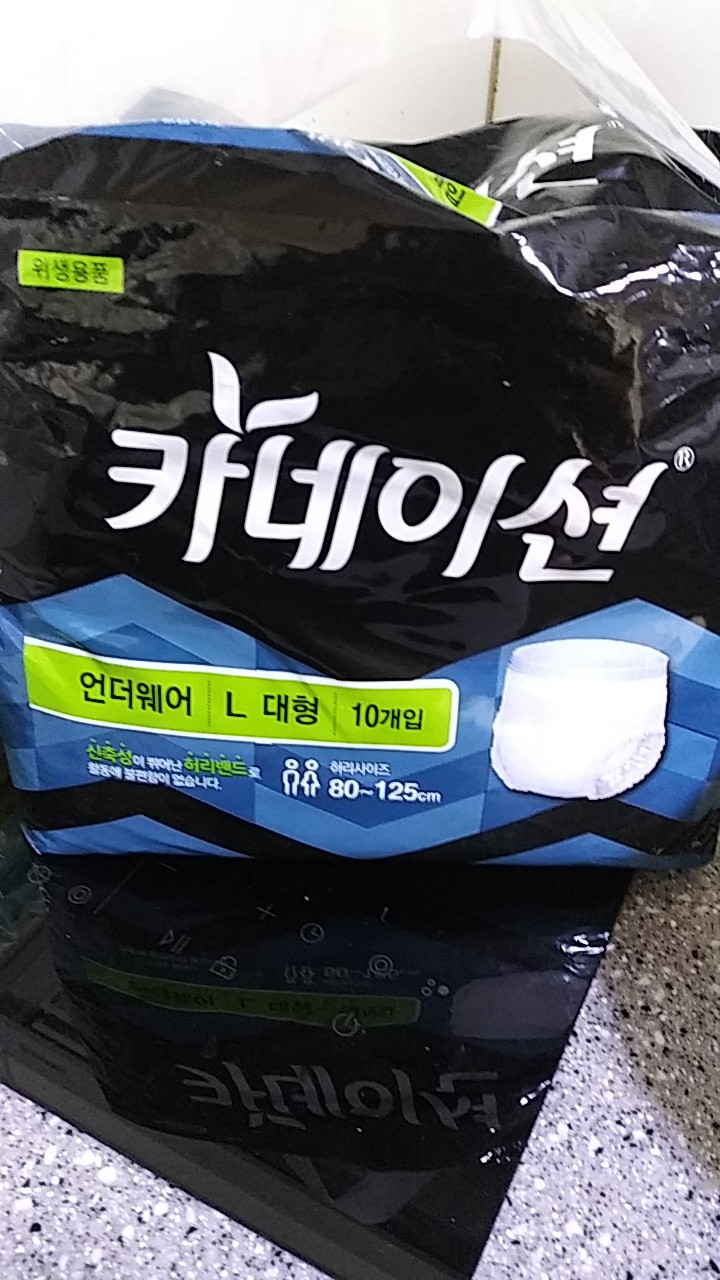 입
션
위생용품
카네이션®
언더웨어 L 대형 10개입
신축성이 뛰어난 허리밴드로
활동에 불편함이 없습니다.
허리사이즈
80~125cm